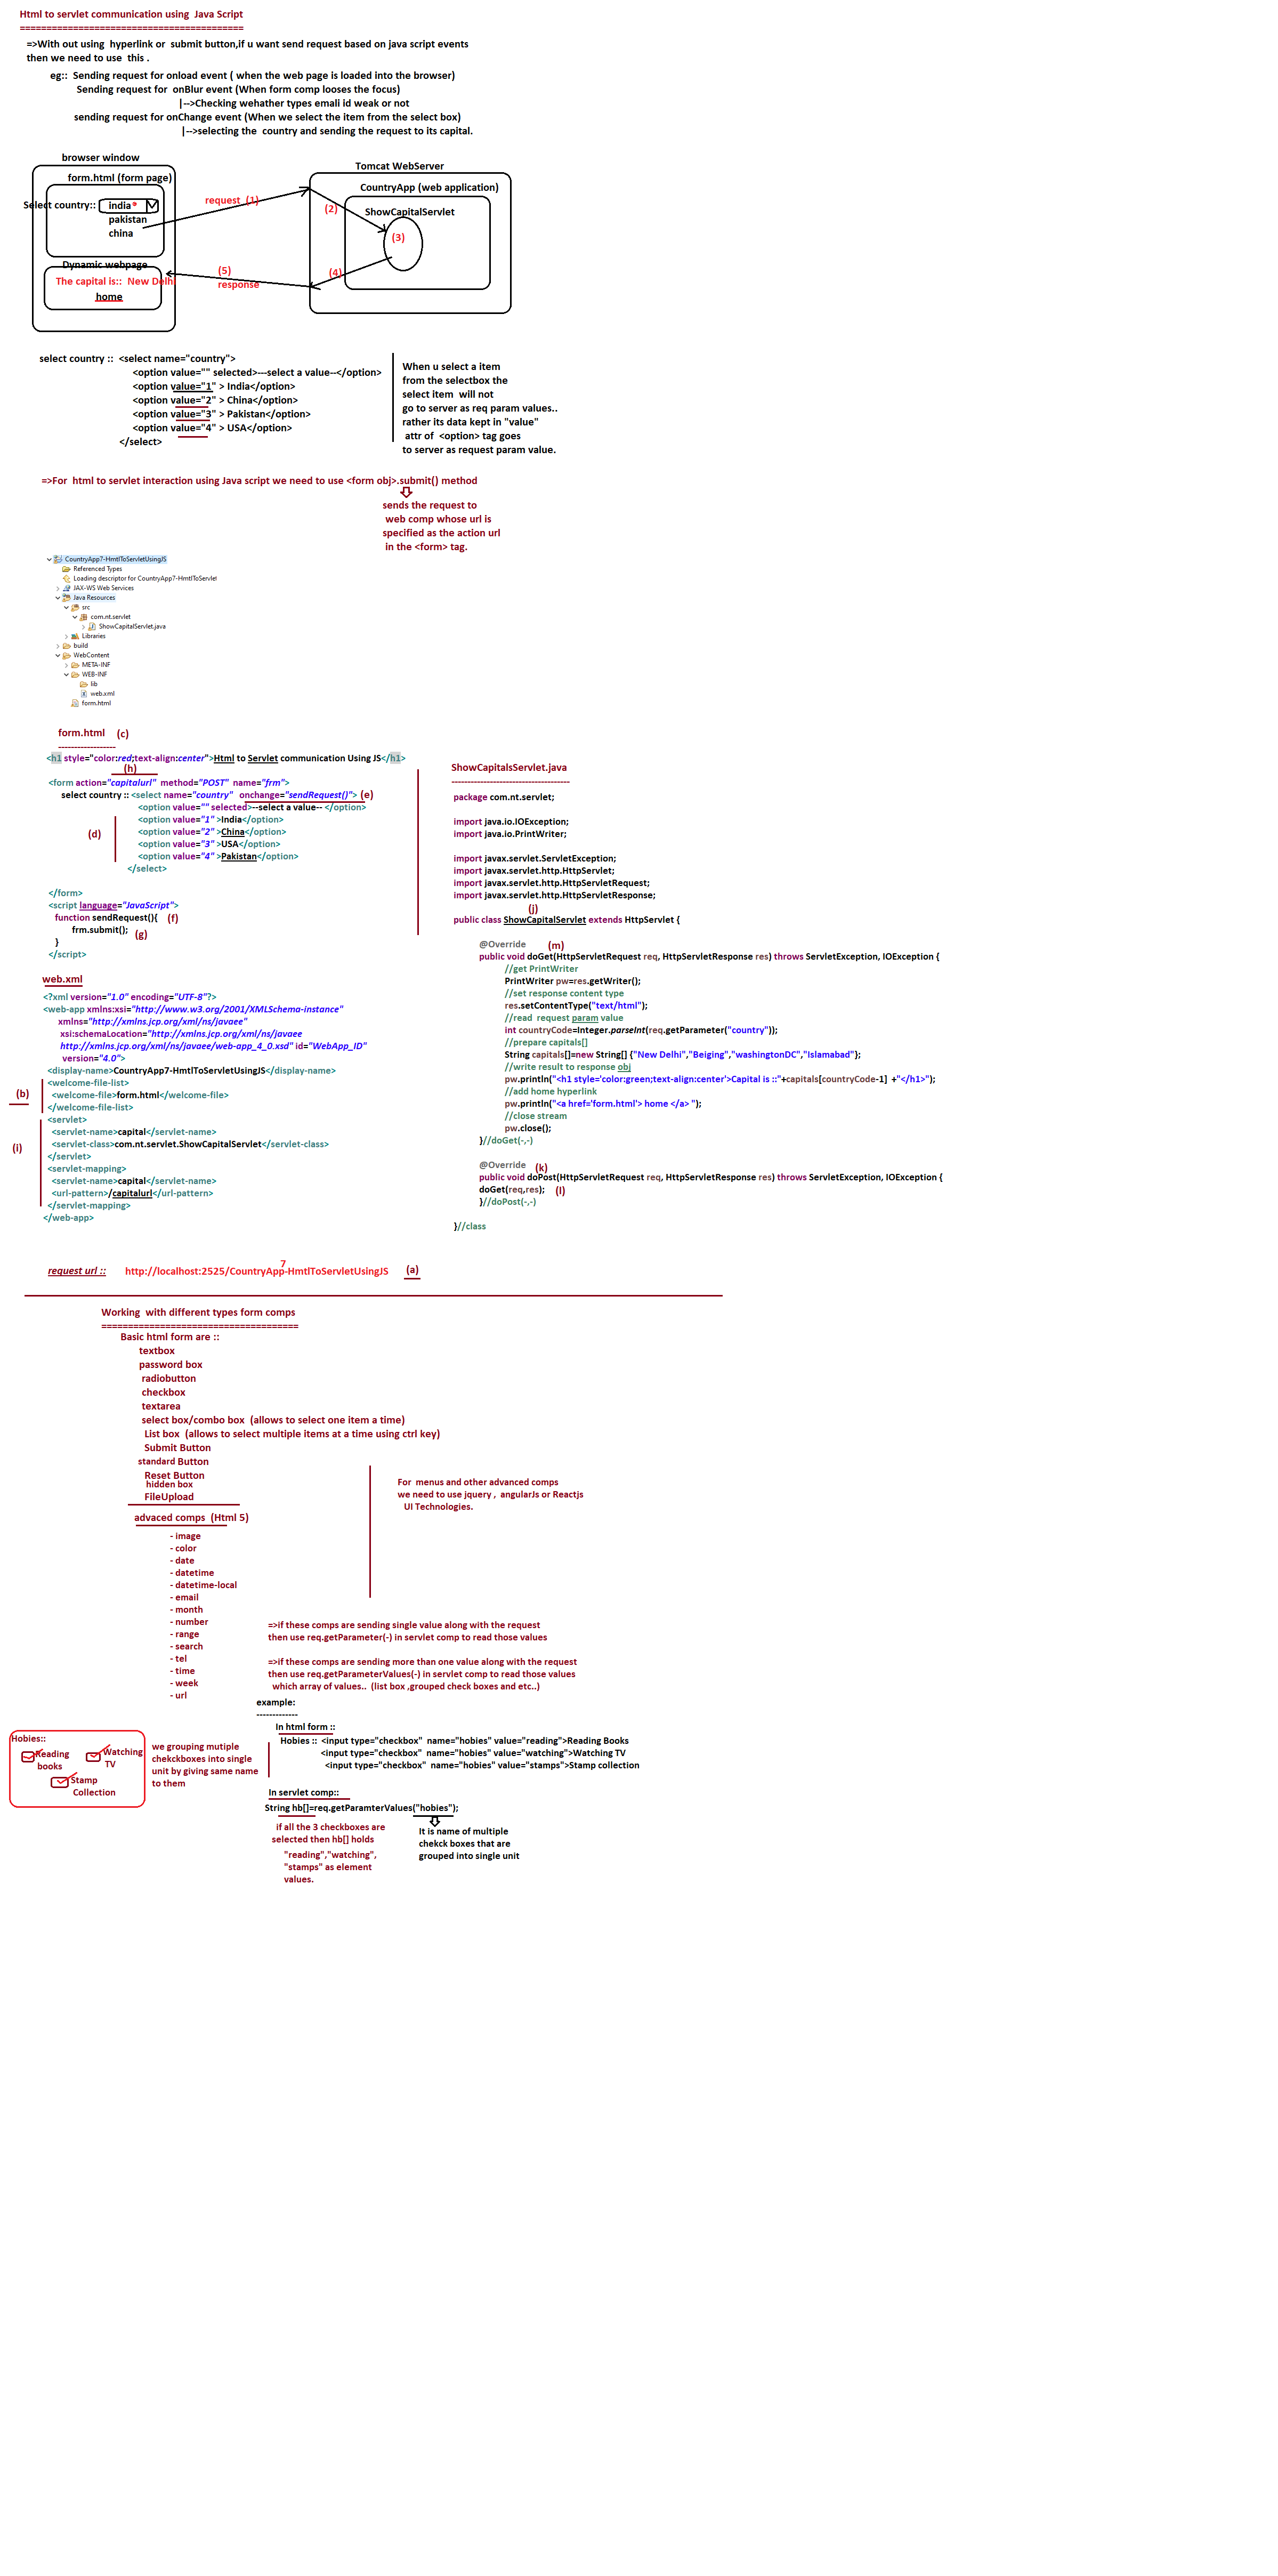 Html to servlet communication using  Java Script
==========================================
=>With out using  hyperlink or  submit button,if u want send request based on java script events
then we need to use  this .
eg::  Sending request for onload event ( when the web page is loaded into the browser)
Sending request for  onBlur event (When form comp looses the focus)
|-->Checking wehather types emali id weak or not
sending request for onChange event (When we select the item from the select box)
|-->selecting the  country and sending the request to its capital.
browser window
Tomcat WebServer
form.html (form page)
CountryApp (web application)
Select country::
india
pakistan
china
request  (1)
(2)
ShowCapitalServlet
(3)
(4)
(5)
response
Dynamic webpage
The capital is::  New Delhi
home
select country ::  <select name="country">
<option value="" selected>---select a value--</option>
<option value="1" > India</option>
<option value="2" > China</option>
<option value="3" > Pakistan</option>
<option value="4" > USA</option>
</select>
When u select a item
from the selectbox the
select item  will not
go to server as req param values..
rather its data kept in "value"
attr of  <option> tag goes
to server as request param value.
=>For  html to servlet interaction using Java script we need to use <form obj>.submit() method
sends the request to
web comp whose url is
specified as the action url
in the <form> tag.
CountryApp7-HmtlToServletUsingJS
Referenced Types
Loading descriptor for CountryApp7-HmtlToServlet
JAX-WS Web Services
Java Resources
src
com.nt.servlet
ShowCapitalServlet.java
Libraries
build
WebContent
META-INF
WEB-INF
lib
web.xml
form.html
form.html    (c)
------------------
<h1 style="color:red;text-align:center">Html to Servlet communication Using JS</h1>
(h)
<form action="capitalurl"  method="POST"  name="frm">
select country :: <select name="country"   onchange="sendRequest()"> (e)
<option value="" selected>--select a value-- </option>
<option value="1" >India</option>
<option value="2" >China</option>
(d)
<option value="3" >USA</option>
<option value="4" >Pakistan</option>
</select>
</form>
<script language="JavaScript">
function sendRequest(){   (f)
frm.submit();   (g)
}
</script>
web.xml
<?xml version="1.0" encoding="UTF-8"?>
<web-app xmlns:xsi="http://www.w3.org/2001/XMLSchema-instance"
xmlns="http://xmlns.jcp.org/xml/ns/javaee"
xsi:schemaLocation="http://xmlns.jcp.org/xml/ns/javaee
http://xmlns.jcp.org/xml/ns/javaee/web-app_4_0.xsd" id="WebApp_ID"
version="4.0">
<display-name>CountryApp7-HmtlToServletUsingJS</display-name>
<welcome-file-list>
(b)
<welcome-file>form.html</welcome-file>
</welcome-file-list>
<servlet>
<servlet-name>capital</servlet-name>
(i)
<servlet-class>com.nt.servlet.ShowCapitalServlet</servlet-class>
</servlet>
<servlet-mapping>
<servlet-name>capital</servlet-name>
<url-pattern>/capitalurl</url-pattern>
</servlet-mapping>
</web-app>
ShowCapitalsServlet.java
-------------------------------------
package com.nt.servlet;
import java.io.IOException;
import java.io.PrintWriter;
import javax.servlet.ServletException;
import javax.servlet.http.HttpServlet;
import javax.servlet.http.HttpServletRequest;
import javax.servlet.http.HttpServletResponse;
(j)
public class ShowCapitalServlet extends HttpServlet {
@Override      (m)
public void doGet(HttpServletRequest req, HttpServletResponse res) throws ServletException, IOException {
//get PrintWriter
PrintWriter pw=res.getWriter();
//set response content type
res.setContentType("text/html");
//read  request param value
int countryCode=Integer.parseInt(req.getParameter("country"));
//prepare capitals[]
String capitals[]=new String[] {"New Delhi","Beiging","washingtonDC","Islamabad"};
//write result to response obj
pw.println("<h1 style='color:green;text-align:center'>Capital is ::"+capitals[countryCode-1]  +"</h1>");
//add home hyperlink
pw.println("<a href='form.html'> home </a> ");
//close stream
pw.close();
}//doGet(-,-)
@Override   (k)
public void doPost(HttpServletRequest req, HttpServletResponse res) throws ServletException, IOException {
doGet(req,res);   (l)
}//doPost(-,-)
}//class
7
request url ::      http://localhost:2525/CountryApp-HmtlToServletUsingJS     (a)
Working  with different types form comps
=====================================
Basic html form are ::
textbox
password box
radiobutton
checkbox
textarea
select box/combo box  (allows to select one item a time)
List box  (allows to select multiple items at a time using ctrl key)
Submit Button
standard Button
Reset Button
hidden box
FileUpload
For  menus and other advanced comps
we need to use jquery ,  angularJs or Reactjs
UI Technologies.
advaced comps  (Html 5)
- image
- color
- date
- datetime
- datetime-local
- email
- month
- number
- range
- search
- tel
- time
- week
- url
=>if these comps are sending single value along with the request
then use req.getParameter(-) in servlet comp to read those values
=>if these comps are sending more than one value along with the request
then use req.getParameterValues(-) in servlet comp to read those values
which array of values..  (list box ,grouped check boxes and etc..)
example:
-------------
In html form ::
Hobies ::  <input type="checkbox"  name="hobies" value="reading">Reading Books
<input type="checkbox"  name="hobies" value="watching">Watching TV
<input type="checkbox"  name="hobies" value="stamps">Stamp collection
Hobies::
Reading
books
Watching
TV
Stamp
Collection
we grouping mutiple
chekckboxes into single
unit by giving same name
to them
In servlet comp::
String hb[]=req.getParamterValues("hobies");
if all the 3 checkboxes are
selected then hb[] holds
"reading","watching",
"stamps" as element
values.
It is name of multiple
chekck boxes that are
grouped into single unit